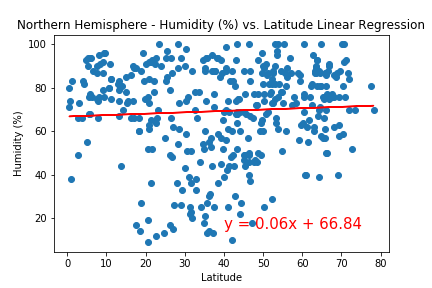 Northern Hemisphere - Humidity (%) vs. Latitude Linear Regression
100
80
60
40
20
Humidity (%)
y = 0.06x + 66.84
0 10 20 30 40 50 60 70 80
Latitude